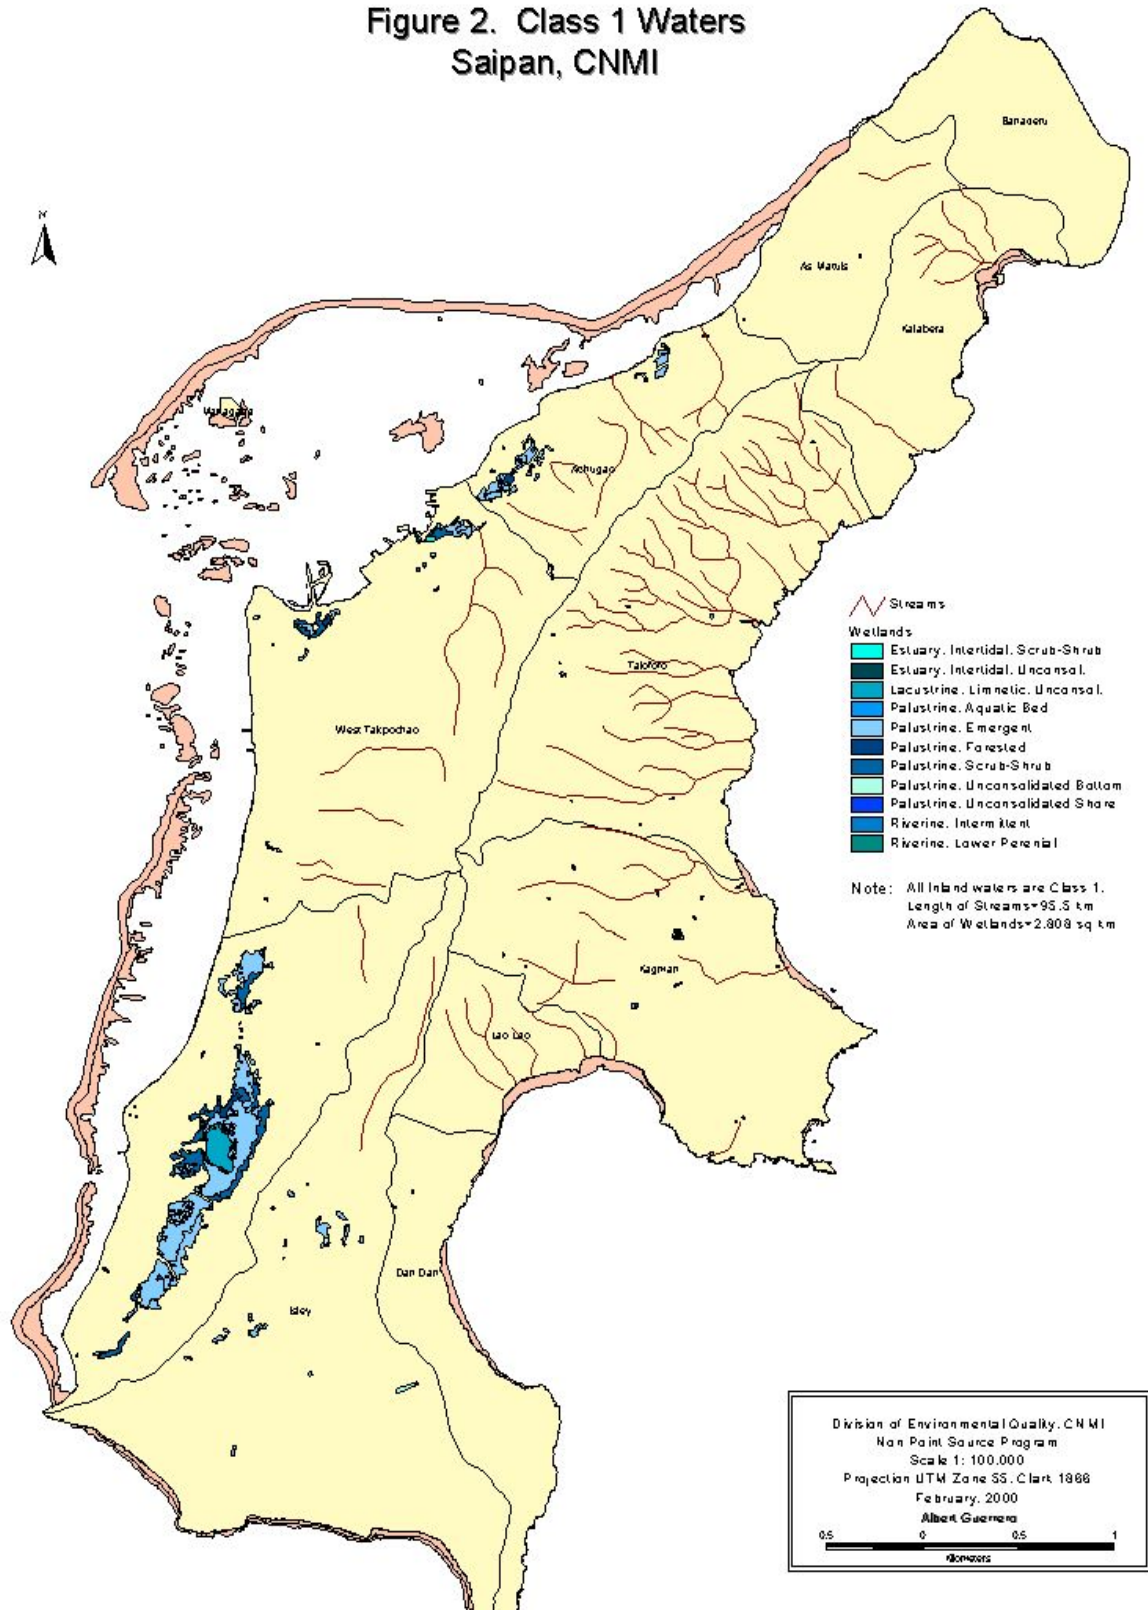 Figure 2. Class 1 Waters
Saipan, CNMI
N
Banaderu
As Matuis
Kalabera
Managaha
Achugao
Streams
Wetlands
Estuary, Intertidal, Scrub-Shrub
Estuary, Intertidal, Unconsol.
Lacustrine, Limnetic, Unconsol.
Palustrine, Aquatic Bed
Palustrine, Emergent
Palustrine, Forested
Palustrine, Scrub-Shrub
Palustrine, Unconsolidated Bottom
Palustrine, Unconsolidated Shore
Riverine, Intermittent
Riverine, Lower Perenial
Talofofo
West Takpochao
Note: All Inland waters are Class 1.
Length of Streams=95.5 km
Area of Wetlands=2.808 sq km
Kagman
Lao Lao
Dan Dan
Isley
Division of Environmental Quality, CNMI
Non Point Source Program
Scale 1: 100,000
Projection UTM Zone 55, Clark 1866
February, 2000
Albert Guerrero
0.5 0 0.5 1
Kilometers